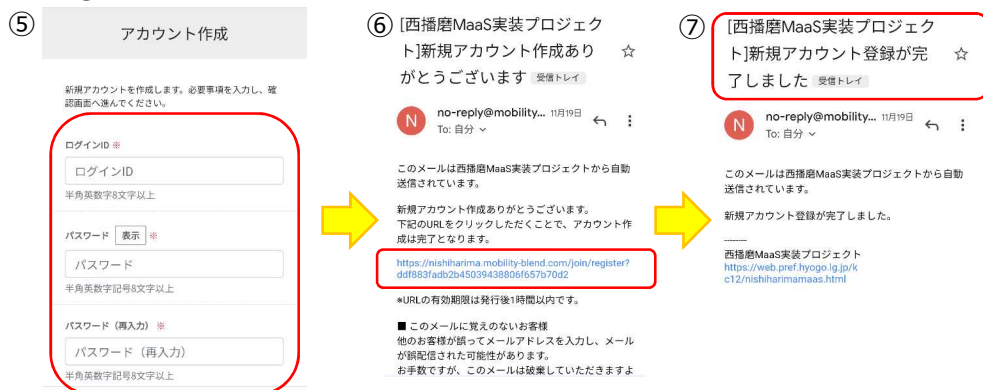 ⑤
アカウント作成
新規アカウントを作成します。必要事項を入力し、確
認画面へ進んでください。
ログインID ※
ログインID
半角英数字8文字以上
パスワード 表示 ※
パスワード
半角英数字記号8文字以上
パスワード（再入力） ※
パスワード（再入力）
半角英数字記号8文字以上
⑥
[西播磨MaaS実装プロジェク
ト]新規アカウント作成あり
がとうございます 受信トレイ
☆
N
no-reply@mobility... 11月19日
To: 自分
このメールは西播磨MaaS実装プロジェクトから自動
送信されています。
新規アカウント作成ありがとうございます。
下記のURLをクリックしただくことで、アカウント作
成は完了となります。
https://nishiharima.mobility-blend.com/join/register?
ddf883fadb2b45039438806f657b70d2
※URLの有効期限は発行後1時間以内です。
■ このメールに覚えのないお客様
他のお客様が誤ってメールアドレスを入力し、メール
が誤配信された可能性があります。
お手数ですが、このメールは破棄していただきますよ
⑦
[西播磨MaaS実装プロジェク
ト]新規アカウント登録が完
了しました 受信トレイ
☆
N
no-reply@mobility... 11月19日
To: 自分
このメールは西播磨MaaS実装プロジェクトから自動
送信されています。
新規アカウント登録が完了しました。
--------
西播磨MaaS実装プロジェクト
https://web.pref.hyogo.lg.jp/k
c12/nishiharimamaas.html